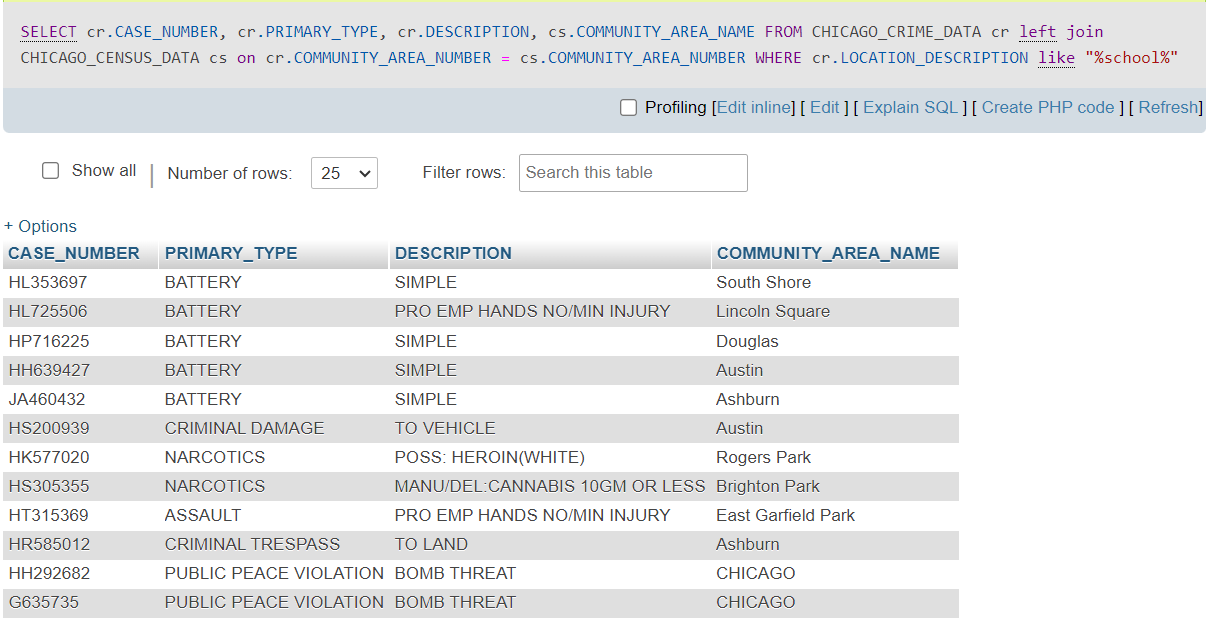 SELECT cr.CASE_NUMBER, cr.PRIMARY_TYPE, cr.DESCRIPTION, cs.COMMUNITY_AREA_NAME FROM CHICAGO_CRIME_DATA cr left join
CHICAGO_CENSUS_DATA cs on cr.COMMUNITY_AREA_NUMBER = cs.COMMUNITY_AREA_NUMBER WHERE cr.LOCATION_DESCRIPTION like "%school%"
Profiling [Edit inline] [ Edit ] [ Explain SQL ] [ Create PHP code ] [ Refresh]
Show all | Number of rows: 25 Filter rows: Search this table
+ Options
CASE_NUMBER PRIMARY_TYPE DESCRIPTION COMMUNITY_AREA_NAME
HL353697 BATTERY SIMPLE South Shore
HL725506 BATTERY PRO EMP HANDS NO/MIN INJURY Lincoln Square
HP716225 BATTERY SIMPLE Douglas
HH639427 BATTERY SIMPLE Austin
JA460432 BATTERY SIMPLE Ashburn
HS200939 CRIMINAL DAMAGE TO VEHICLE Austin
HK577020 NARCOTICS POSS: HEROIN(WHITE) Rogers Park
HS305355 NARCOTICS MANU/DEL:CANNABIS 10GM OR LESS Brighton Park
HT315369 ASSAULT PRO EMP HANDS NO/MIN INJURY East Garfield Park
HR585012 CRIMINAL TRESPASS TO LAND Ashburn
HH292682 PUBLIC PEACE VIOLATION BOMB THREAT CHICAGO
G635735 PUBLIC PEACE VIOLATION BOMB THREAT CHICAGO